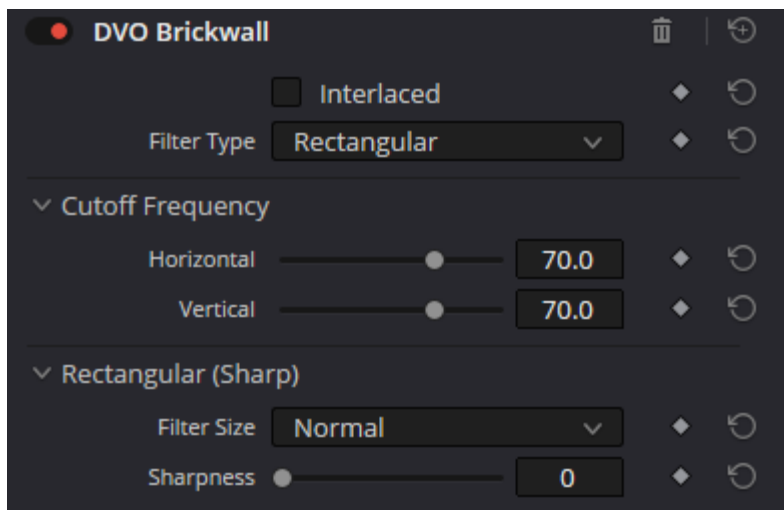 DVO Brickwall
Interlaced
Filter Type Rectangular
Cutoff Frequency
Horizontal 70.0
Vertical 70.0
Rectangular (Sharp)
Filter Size Normal
Sharpness 0